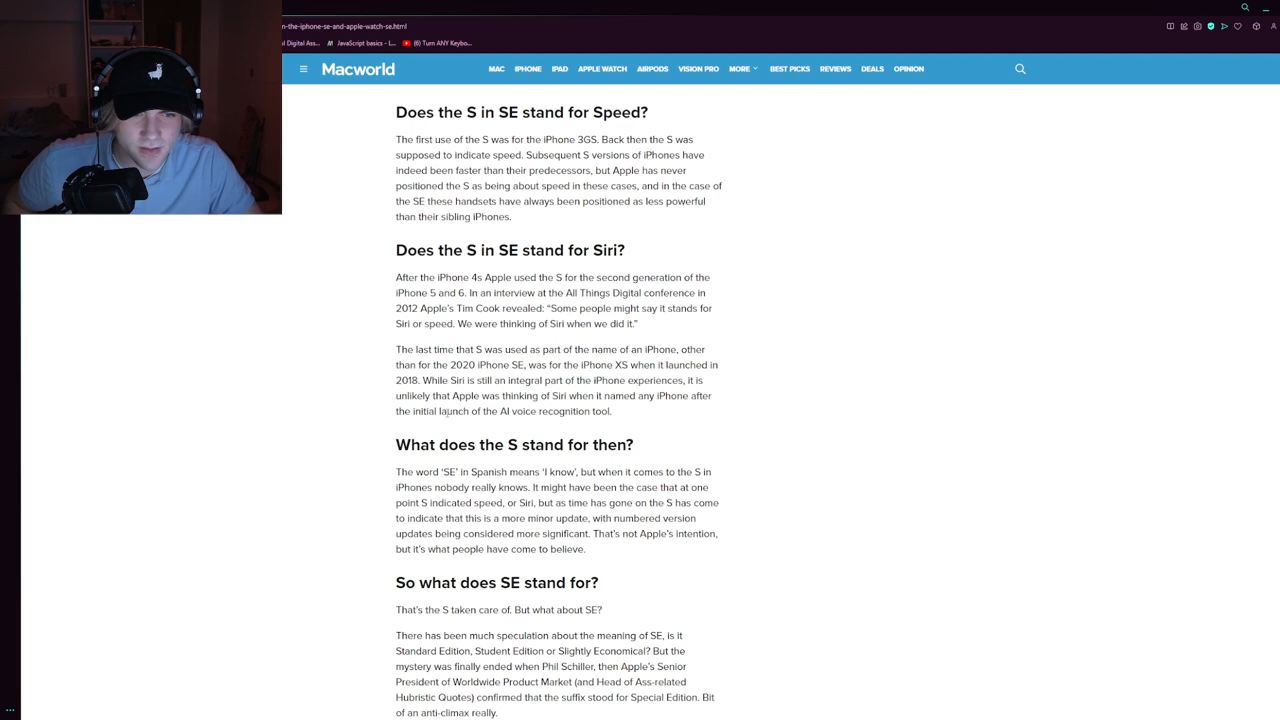 n-the-iphone-se-and-apple-watch-se.html
al Digital Ass...
JavaScript basics - L...
(6) Turn ANY Keybo...
Macworld
MAC
IPHONE
IPAD
APPLE WATCH
AIRPODS
VISION PRO
MORE
BEST PICKS
REVIEWS
DEALS
OPINION
Does the S in SE stand for Speed?
The first use of the S was for the iPhone 3GS. Back then the S was
supposed to indicate speed. Subsequent S versions of iPhones have
indeed been faster than their predecessors, but Apple has never
positioned the S as being about speed in these cases, and in the case of
the SE these handsets have always been positioned as less powerful
than their sibling iPhones.
Does the S in SE stand for Siri?
After the iPhone 4s Apple used the S for the second generation of the
iPhone 5 and 6. In an interview at the All Things Digital conference in
2012 Apple’s Tim Cook revealed: “Some people might say it stands for
Siri or speed. We were thinking of Siri when we did it.”
The last time that S was used as part of the name of an iPhone, other
than for the 2020 iPhone SE, was for the iPhone XS when it launched in
2018. While Siri is still an integral part of the iPhone experiences, it is
unlikely that Apple was thinking of Siri when it named any iPhone after
the initial launch of the AI voice recognition tool.
What does the S stand for then?
The word ‘SE’ in Spanish means ‘I know’, but when it comes to the S in
iPhones nobody really knows. It might have been the case that at one
point S indicated speed, or Siri, but as time has gone on the S has come
to indicate that this is a more minor update, with numbered version
updates being considered more significant. That’s not Apple’s intention,
but it’s what people have come to believe.
So what does SE stand for?
That’s the S taken care of. But what about SE?
There has been much speculation about the meaning of SE, is it
Standard Edition, Student Edition or Slightly Economical? But the
mystery was finally ended when Phil Schiller, then Apple’s Senior
President of Worldwide Product Market (and Head of Ass-related
Hubristic Quotes) confirmed that the suffix stood for Special Edition. Bit
of an anti-climax really.